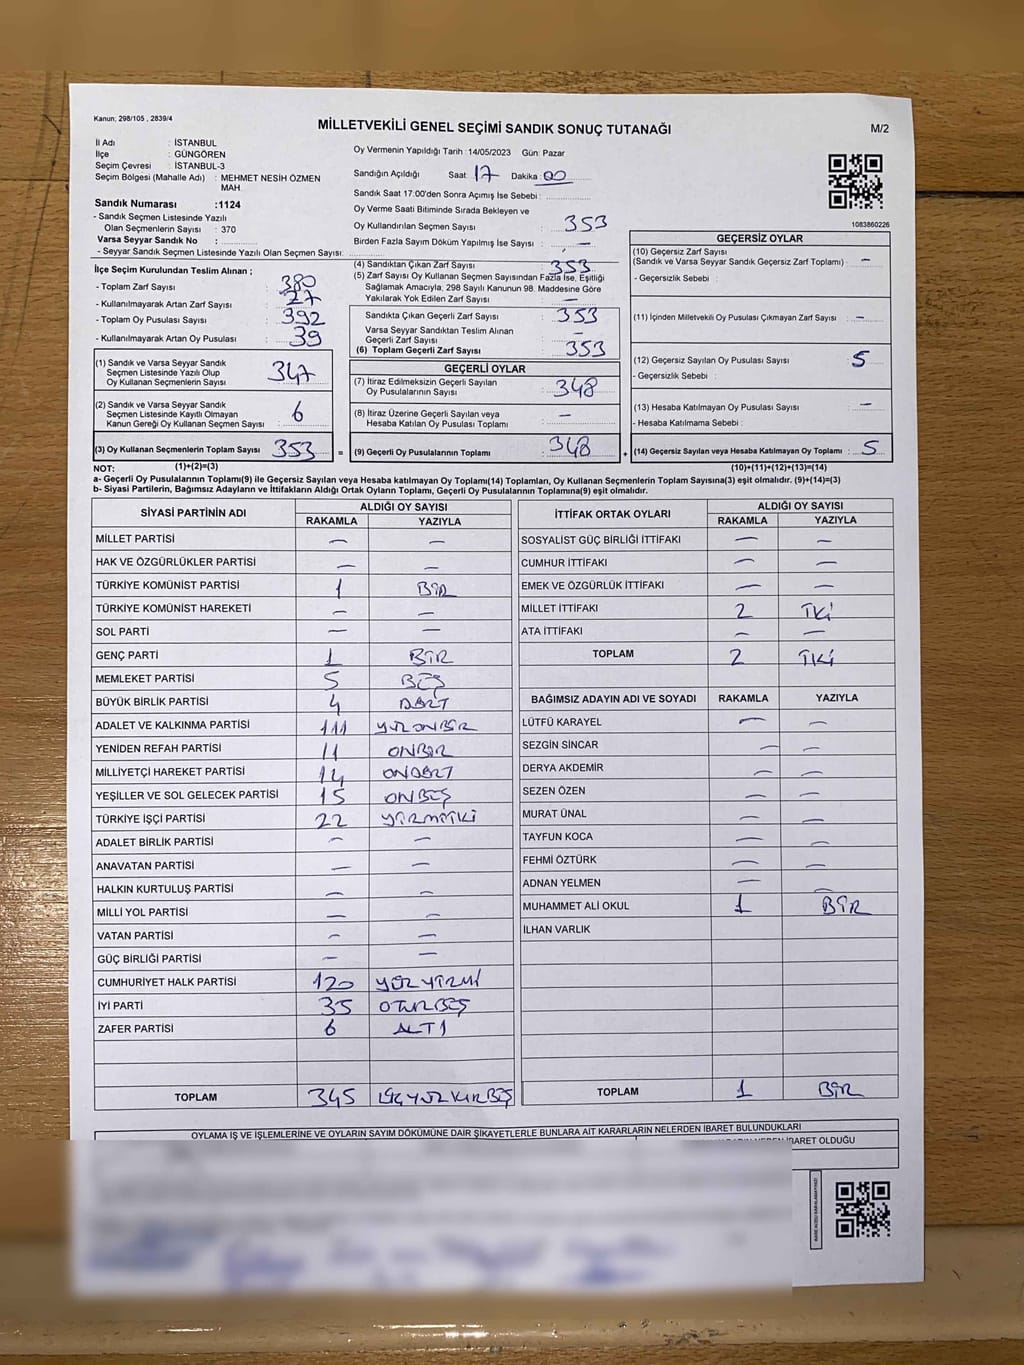 Kanun; 298/105 , 2839/4
MİLLETVEKİLİ GENEL SEÇİMİ SANDIK SONUÇ TUTANAĞI
M/2
İl Adı : İSTANBUL
İlçe : GÜNGÖREN
Seçim Çevresi : İSTANBUL-3
Seçim Bölgesi (Mahalle Adı) : MEHMET NESİH ÖZMEN
MAH.
Sandık Numarası :1124
- Sandık Seçmen Listesinde Yazılı
Olan Seçmenlerin Sayısı : 370
Varsa Seyyar Sandık No :
- Seyyar Sandık Seçmen Listesinde Yazılı Olan Seçmen Sayısı:
Oy Vermenin Yapıldığı Tarih :14/05/2023 Gün: Pazar
Sandığın Açıldığı Saat 17 Dakika: 00
Sandık Saat 17:00'den Sonra Açımış İse Sebebi :
Oy Verme Saati Bitiminde Sırada Bekleyen ve
Oy Kullandırılan Seçmen Sayısı : 353
Birden Fazla Sayım Döküm Yapılmış İse Sayısı : —
1083860226
İlçe Seçim Kurulundan Teslim Alınan ;
- Toplam Zarf Sayısı : 380
- Kullanılmayarak Artan Zarf Sayısı : 27
- Toplam Oy Pusulası Sayısı : 392
- Kullanılmayarak Artan Oy Pusulası : 39
(4) Sandıktan Çıkan Zarf Sayısı : 353
(5) Zarf Sayısı Oy Kullanan Seçmen Sayısından Fazla İse, Eşitliği
Sağlamak Amacıyla, 298 Sayılı Kanunun 98. Maddesine Göre
Yakılarak Yok Edilen Zarf Sayısı : —
Sandıkta Çıkan Geçerli Zarf Sayısı : 353
Varsa Seyyar Sandıktan Teslim Alınan
Geçerli Zarf Sayısı : —
(6) Toplam Geçerli Zarf Sayısı : 353
GEÇERSİZ OYLAR
(10) Geçersiz Zarf Sayısı
(Sandık ve Varsa Seyyar Sandık Geçersiz Zarf Toplamı) : —
- Geçersizlik Sebebi :
(11) İçinden Milletvekili Oy Pusulası Çıkmayan Zarf Sayısı : —
(12) Geçersiz Sayılan Oy Pusulası Sayısı : 5
- Geçersizlik Sebebi :
(13) Hesaba Katılmayan Oy Pusulası Sayısı : —
- Hesaba Katılmama Sebebi :
(14) Geçersiz Sayılan veya Hesaba Katılmayan Oy Toplamı : 5
(1) Sandık ve Varsa Seyyar Sandık
Seçmen Listesinde Yazılı Olup
Oy Kullanan Seçmenlerin Sayısı : 347
(2) Sandık ve Varsa Seyyar Sandık
Seçmen Listesinde Kayıtlı Olmayan
Kanun Gereği Oy Kullanan Seçmen Sayısı : 6
(3) Oy Kullanan Seçmenlerin Toplam Sayısı : 353 =
GEÇERLİ OYLAR
(7) İtiraz Edilmeksizin Geçerli Sayılan
Oy Pusulalarının Sayısı : 348
(8) İtiraz Üzerine Geçerli Sayılan veya
Hesaba Katılan Oy Pusulası Toplamı : —
(9) Geçerli Oy Pusulalarının Toplamı : 348 +
NOT: (1)+(2)=(3) (10)+(11)+(12)+(13)=(14)
a- Geçerli Oy Pusulalarının Toplamı(9) ile Geçersiz veya Hesaba katılmayan Oy Toplamı(14) Toplamları, Oy Kullanan Seçmenlerin Toplam Sayısına(3) eşit olmalıdır. (9)+(14)=(3)
b- Siyasi Partilerin, Bağımsız Adayların ve İttifakların Aldığı Ortak Oyların Toplamı, Geçerli Oy Pusulalarının Toplamına(9) eşit olmalıdır.
SİYASİ PARTİNİN ADI ALDIĞI OY SAYISI
RAKAMLA YAZIYLA
MİLLET PARTİSİ — —
HAK VE ÖZGÜRLÜKLER PARTİSİ — —
TÜRKİYE KOMÜNİST PARTİSİ 1 BİR
TÜRKİYE KOMÜNİST HAREKETİ — —
SOL PARTİ — —
GENÇ PARTİ 1 BİR
MEMLEKET PARTİSİ 5 BEŞ
BÜYÜK BİRLİK PARTİSİ 4 DÖRT
ADALET VE KALKINMA PARTİSİ 111 YÜZONBİR
YENİDEN REFAH PARTİSİ 11 ONBİR
MİLLİYETÇİ HAREKET PARTİSİ 14 ONDÖRT
YEŞİLLER VE SOL GELECEK PARTİSİ 15 ONBEŞ
TÜRKİYE İŞÇİ PARTİSİ 22 YİRMİİKİ
ADALET BİRLİK PARTİSİ — —
ANAVATAN PARTİSİ — —
HALKIN KURTULUŞ PARTİSİ — —
MİLLİ YOL PARTİSİ — —
VATAN PARTİSİ — —
GÜÇ BİRLİĞİ PARTİSİ — —
CUMHURİYET HALK PARTİSİ 120 YÜZYİRMİ
İYİ PARTİ 35 OTUZBEŞ
ZAFER PARTİSİ 6 ALTI
TOPLAM 345 ÜÇYÜZKIRKBEŞ
İTTİFAK ORTAK OYLARI ALDIĞI OY SAYISI
RAKAMLA YAZIYLA
SOSYALİST GÜÇ BİRLİĞİ İTTİFAKI — —
CUMHUR İTTİFAKI — —
EMEK VE ÖZGÜRLÜK İTTİFAKI — —
MİLLET İTTİFAKI 2 İKİ
ATA İTTİFAKI — —
TOPLAM 2 İKİ
BAĞIMSIZ ADAYIN ADI VE SOYADI RAKAMLA YAZIYLA
LÜTFÜ KARAYEL — —
SEZGİN SİNCAR — —
DERYA AKDEMİR — —
SEZEN ÖZEN — —
MURAT ÜNAL — —
TAYFUN KOCA — —
FEHMİ ÖZTÜRK — —
ADNAN YELMEN — —
MUHAMMET ALİ OKUL 1 BİR
İLHAN VARLIK
TOPLAM 1 BİR
OYLAMA İŞ VE İŞLEMLERİNE VE OYLARIN SAYIM DÖKÜMÜNE DAİR ŞİKAYETLERLE BUNLARA AİT KARARLARIN NELERDEN İBARET BULUNDUKLARI
NEDEN İBARET OLDUĞU